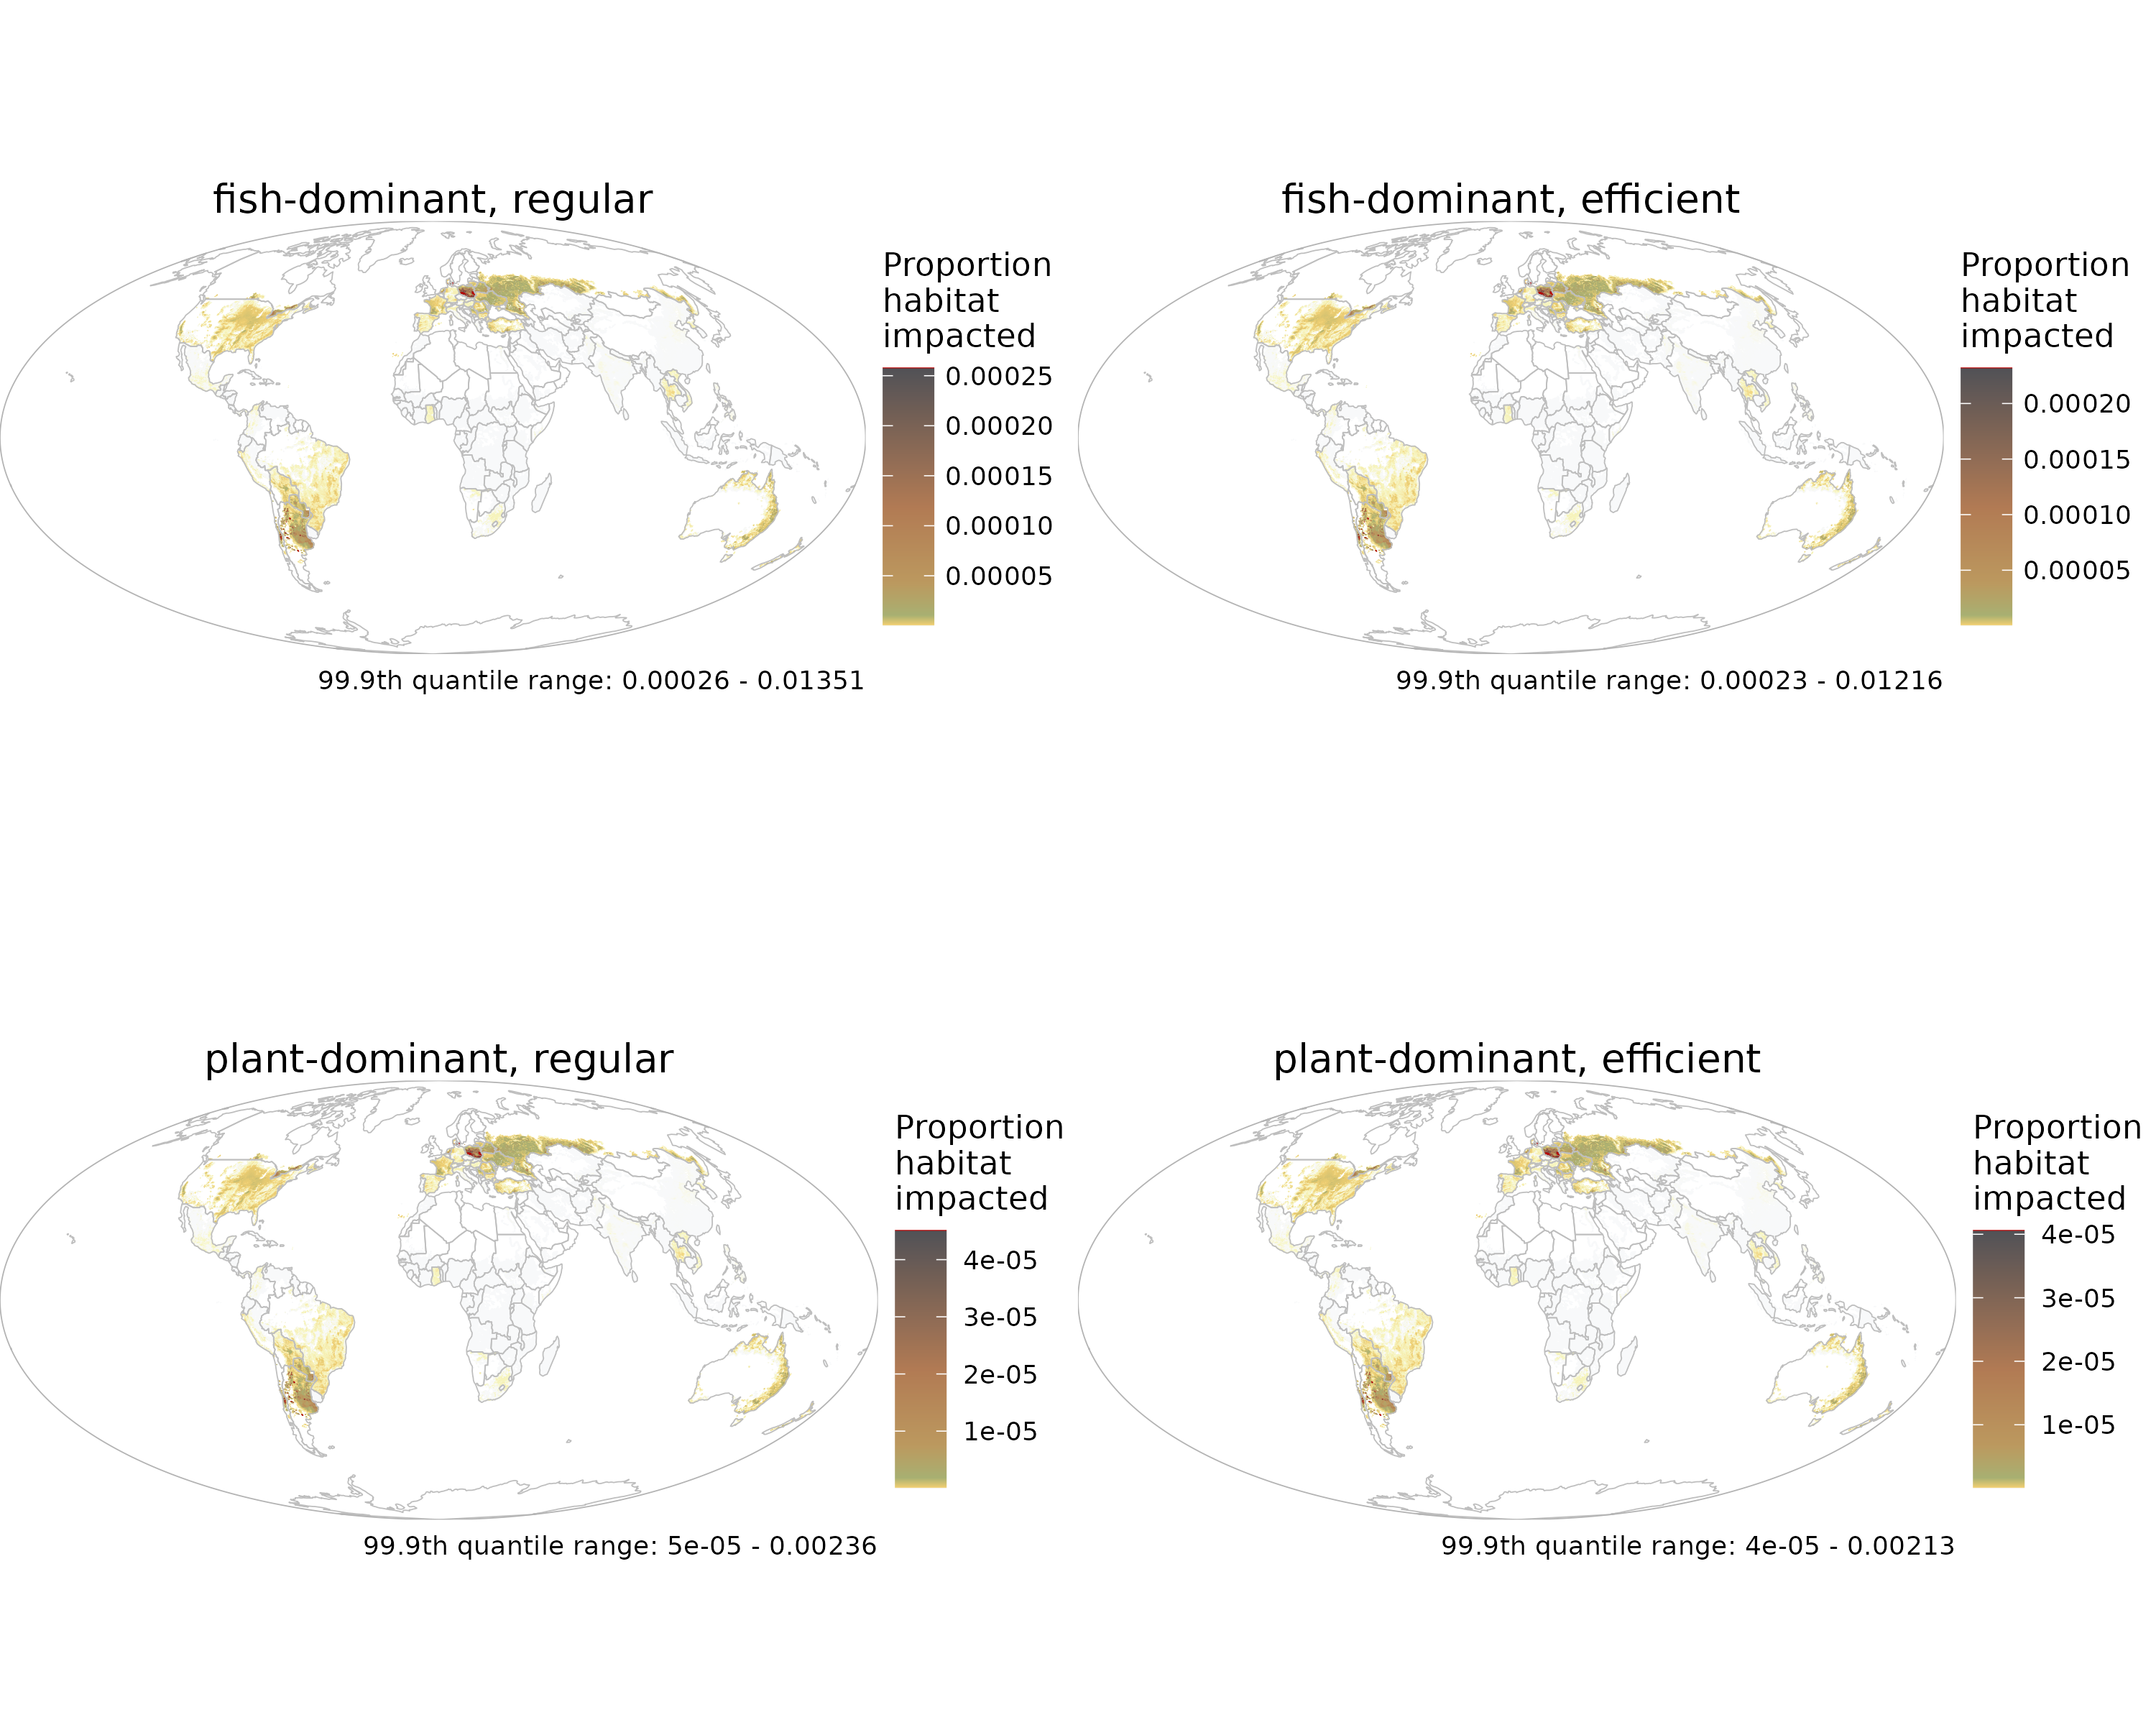 fish-dominant, regular
Proportion
habitat
impacted
0.00025
0.00020
0.00015
0.00010
0.00005
99.9th quantile range: 0.00026 - 0.01351
fish-dominant, efficient
Proportion
habitat
impacted
0.00020
0.00015
0.00010
0.00005
99.9th quantile range: 0.00023 - 0.01216
plant-dominant, regular
Proportion
habitat
impacted
4e-05
3e-05
2e-05
1e-05
99.9th quantile range: 5e-05 - 0.00236
plant-dominant, efficient
Proportion
habitat
impacted
4e-05
3e-05
2e-05
1e-05
99.9th quantile range: 4e-05 - 0.00213